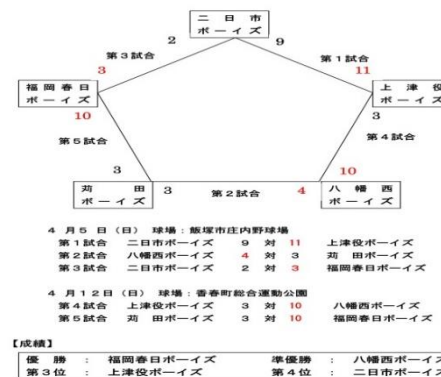 二日市
ボーイズ
2
9
第3試合
第1試合
3
11
福岡春日
ボーイズ
上津役
ボーイズ
10
3
第5試合
第4試合
3
10
苅田
ボーイズ
3
第2試合
4
八幡西
ボーイズ
4月5日(日) 球場:飯塚市庄内野球場
第1試合 二日市ボーイズ 9 対 11 上津役ボーイズ
第2試合 八幡西ボーイズ 4 対 3 苅田ボーイズ
第3試合 二日市ボーイズ 2 対 3 福岡春日ボーイズ
4月12日(日) 球場:香春町総合運動公園
第4試合 上津役ボーイズ 3 対 10 八幡西ボーイズ
第5試合 苅田ボーイズ 3 対 10 福岡春日ボーイズ
【成績】
優勝 : 福岡春日ボーイズ 準優勝 : 八幡西ボーイズ
第3位 : 上津役ボーイズ 第4位 : 二日市ボーイズ